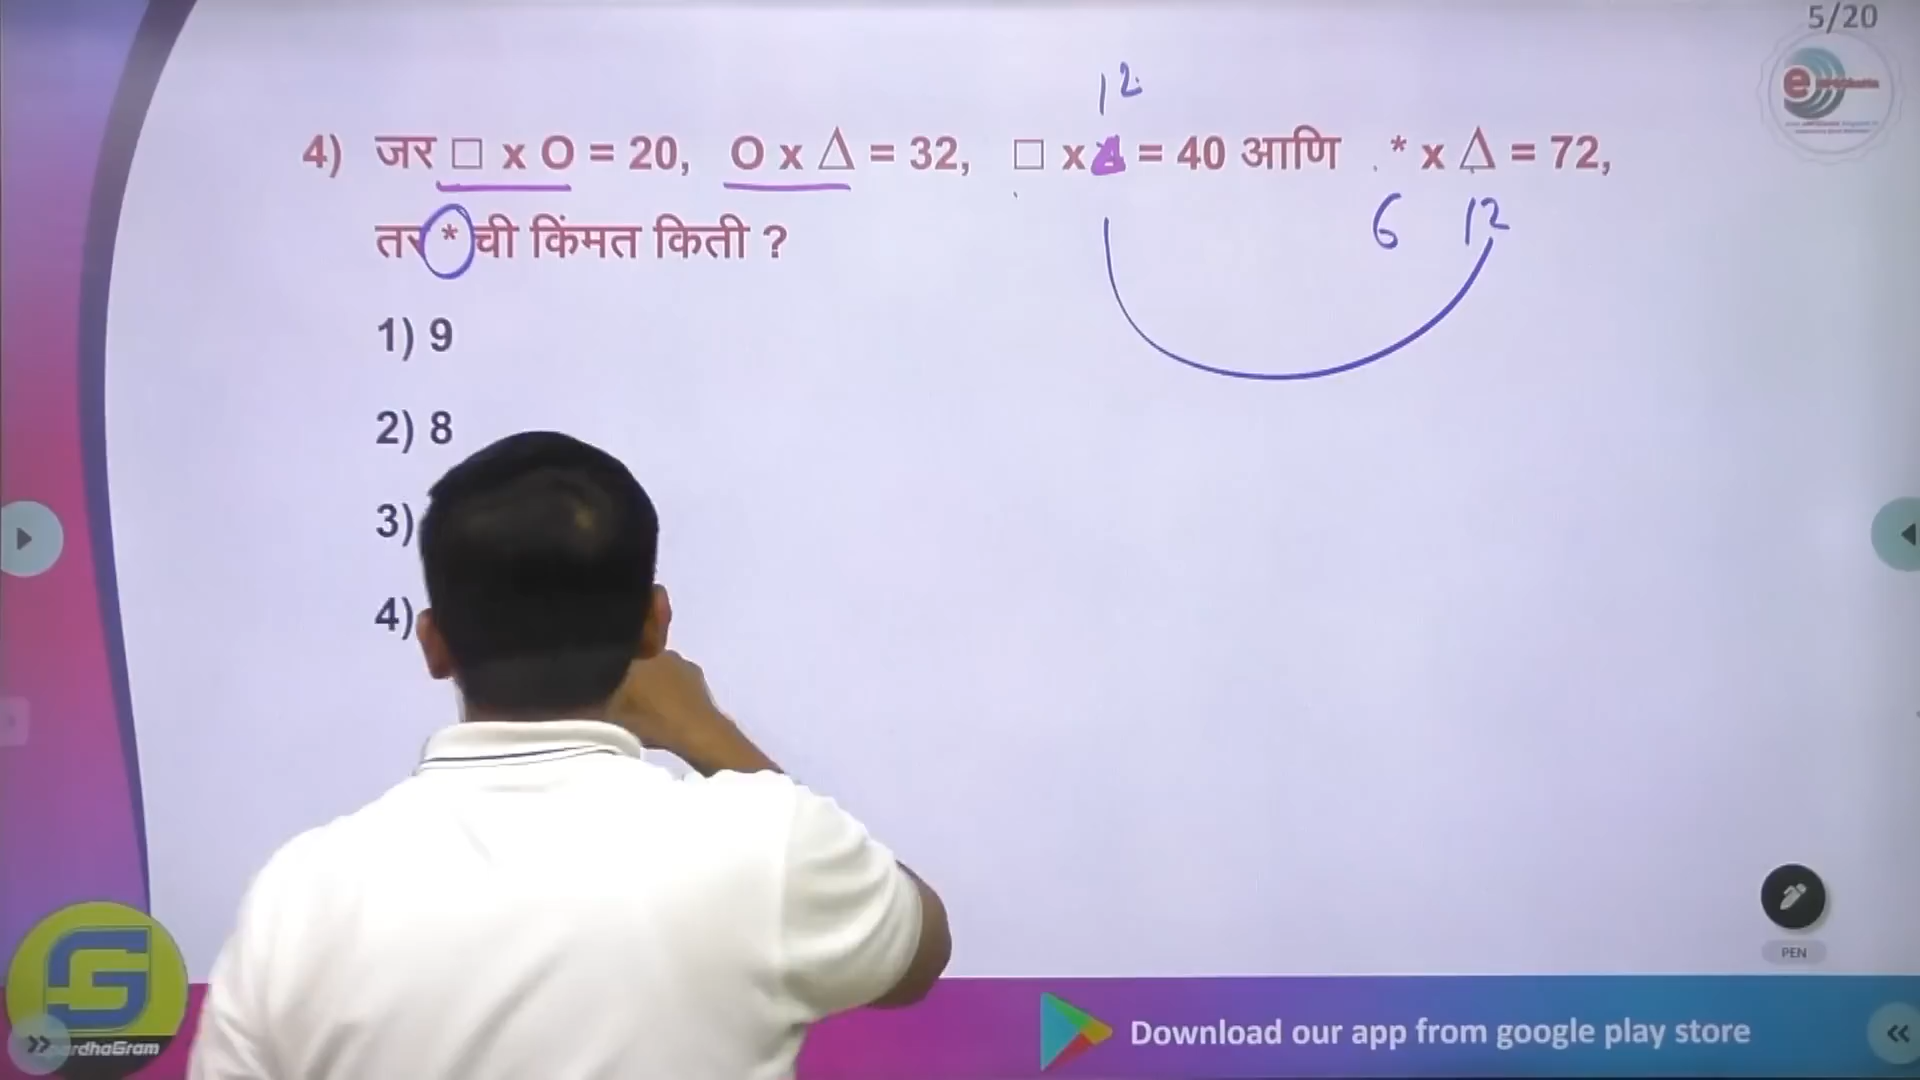 5/20
12
4) जर □ x O = 20, O x Δ = 32, □ x Δ = 40 आणि * x Δ = 72,
6 12
तर * ची किंमत किती ?
1) 9
2) 8
3)
4)
PEN
Download our app from google play store